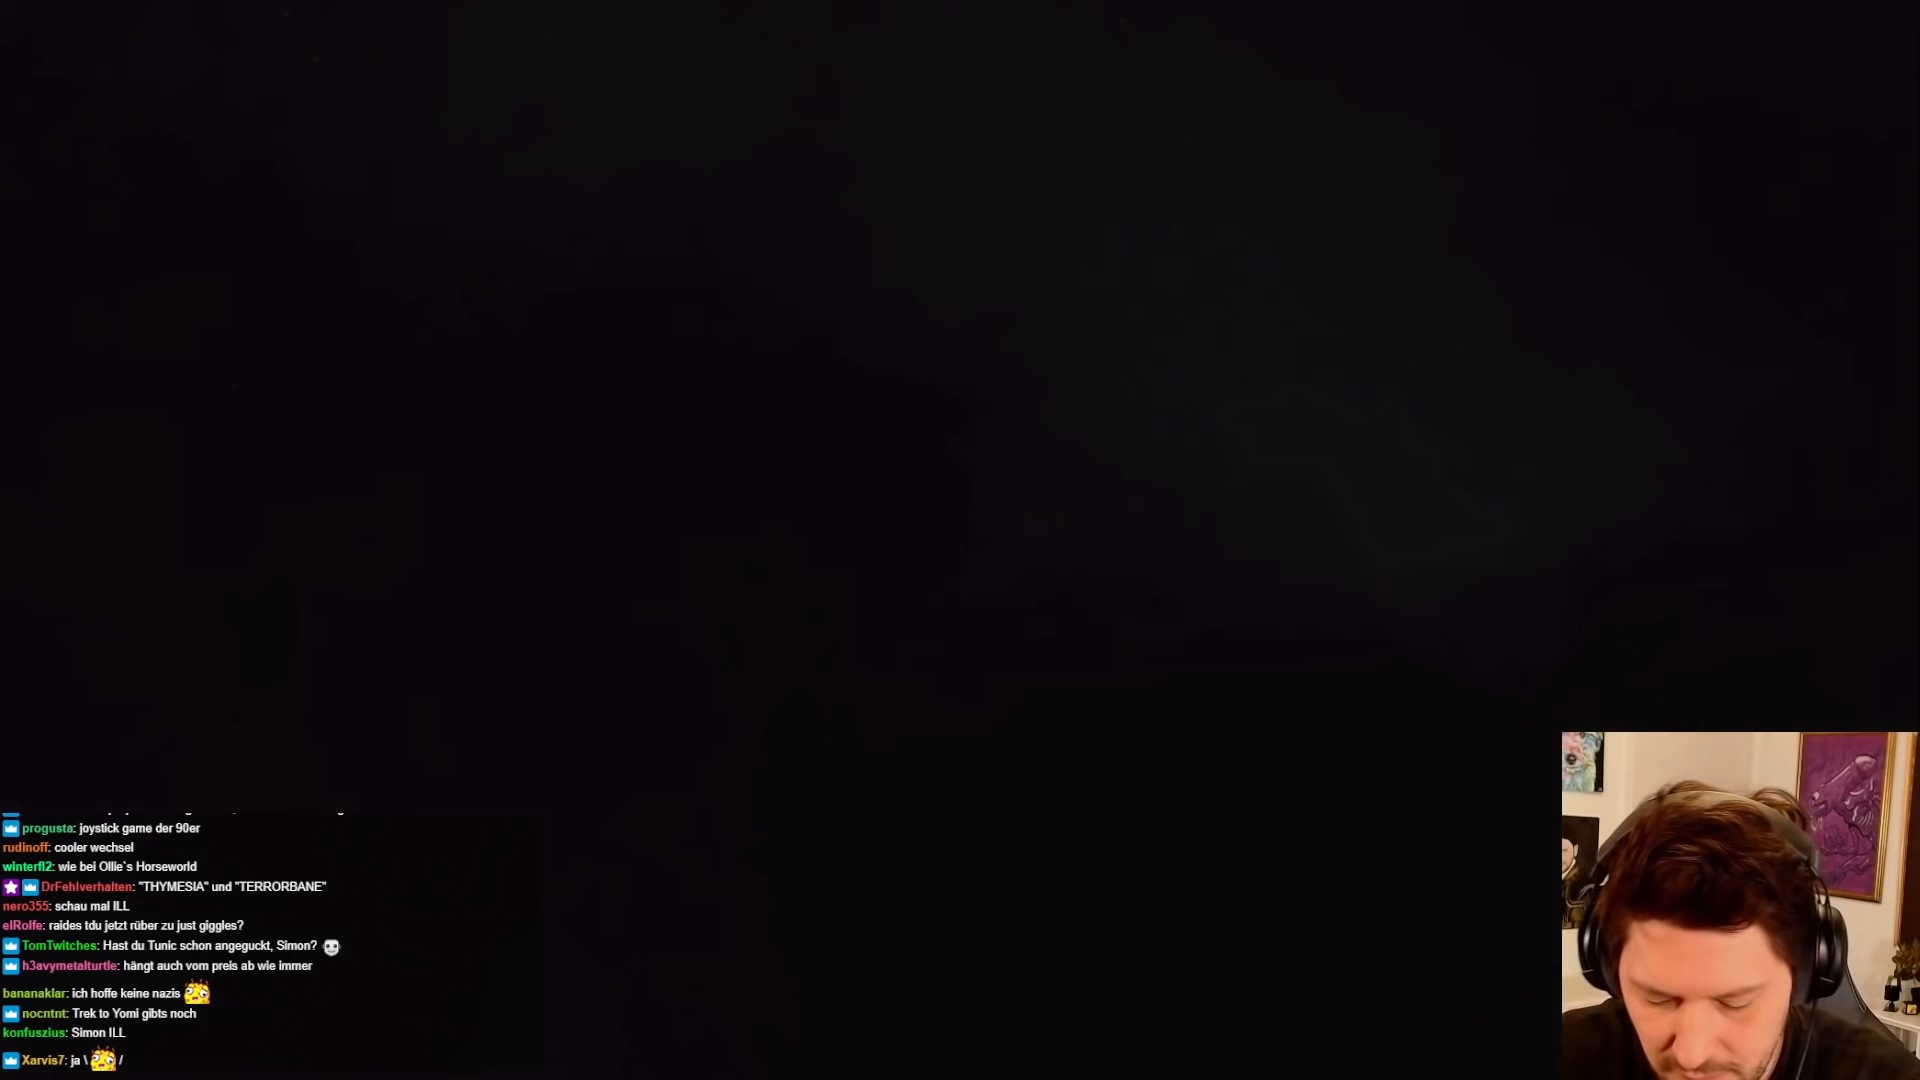 progusta: joystick game der 90er
rudinoff: cooler wechsel
winterfl2: wie bei Ollie`s Horseworld
DrFehlverhalten: "THYMESIA" und "TERRORBANE"
nero355: schau mal ILL
elRolfe: raides tdu jetzt rüber zu just giggles?
TomTwitches: Hast du Tunic schon angeguckt, Simon?
h3avymetalturtle: hängt auch vom preis ab wie immer
bananaklar: ich hoffe keine nazis
nocntnt: Trek to Yomi gibts noch
konfuszius: Simon ILL
Xarvis7: ja \ /